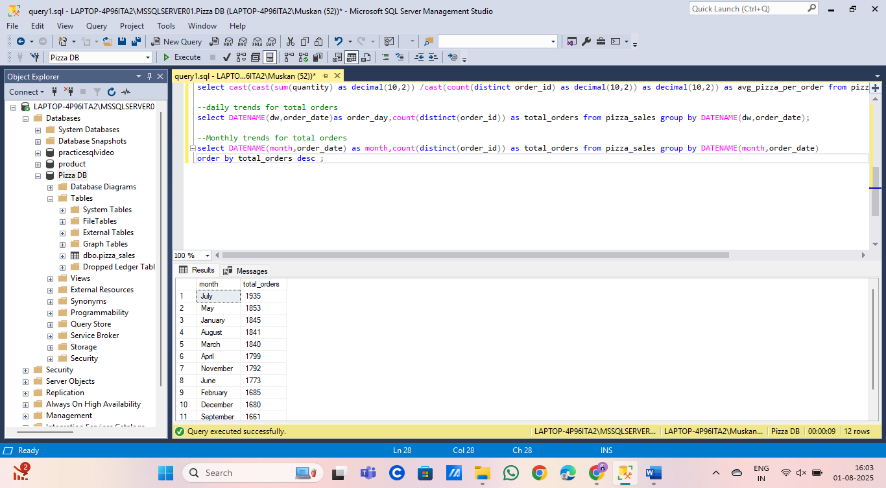 query1.sql - LAPTOP-4P96ITA2\MSSQLSERVER01.Pizza DB (LAPTOP-4P96ITA2\Muskan (52))* - Microsoft SQL Server Management Studio
Quick Launch (Ctrl+Q)
File Edit View Query Project Tools Window Help
New Query
Pizza DB
Execute
Object Explorer
Connect
LAPTOP-4P96ITA2\MSSQLSERVER0
Databases
System Databases
Database Snapshots
practicesqlvideo
product
Pizza DB
Database Diagrams
Tables
System Tables
FileTables
External Tables
Graph Tables
dbo.pizza_sales
Dropped Ledger Tabl
Views
External Resources
Synonyms
Programmability
Query Store
Service Broker
Storage
Security
Security
Server Objects
Replication
Always On High Availability
Management
query1.sql - LAPTO...6ITA2\Muskan (52))*
select cast(cast(sum(quantity) as decimal(10,2)) /cast(count(distinct order_id) as decimal(10,2)) as decimal(10,2)) as avg_pizza_per_order from pizz
--daily trends for total orders
select DATENAME(dw,order_date)as order_day,count(distinct(order_id)) as total_orders from pizza_sales group by DATENAME(dw,order_date);
--Monthly trends for total orders
select DATENAME(month,order_date) as month,count(distinct(order_id)) as total_orders from pizza_sales group by DATENAME(month,order_date)
order by total_orders desc ;
100 %
Results Messages
month total_orders
1 July 1935
2 May 1853
3 January 1845
4 August 1841
5 March 1840
6 April 1799
7 November 1792
8 June 1773
9 February 1685
10 December 1680
11 September 1661
Query executed successfully.
LAPTOP-4P96ITA2\MSSQLSERVER... LAPTOP-4P96ITA2\Muskan... Pizza DB 00:00:09 12 rows
Ready Ln 28 Col 28 Ch 28 INS
2
Search
ENG
IN
16:03
01-08-2025